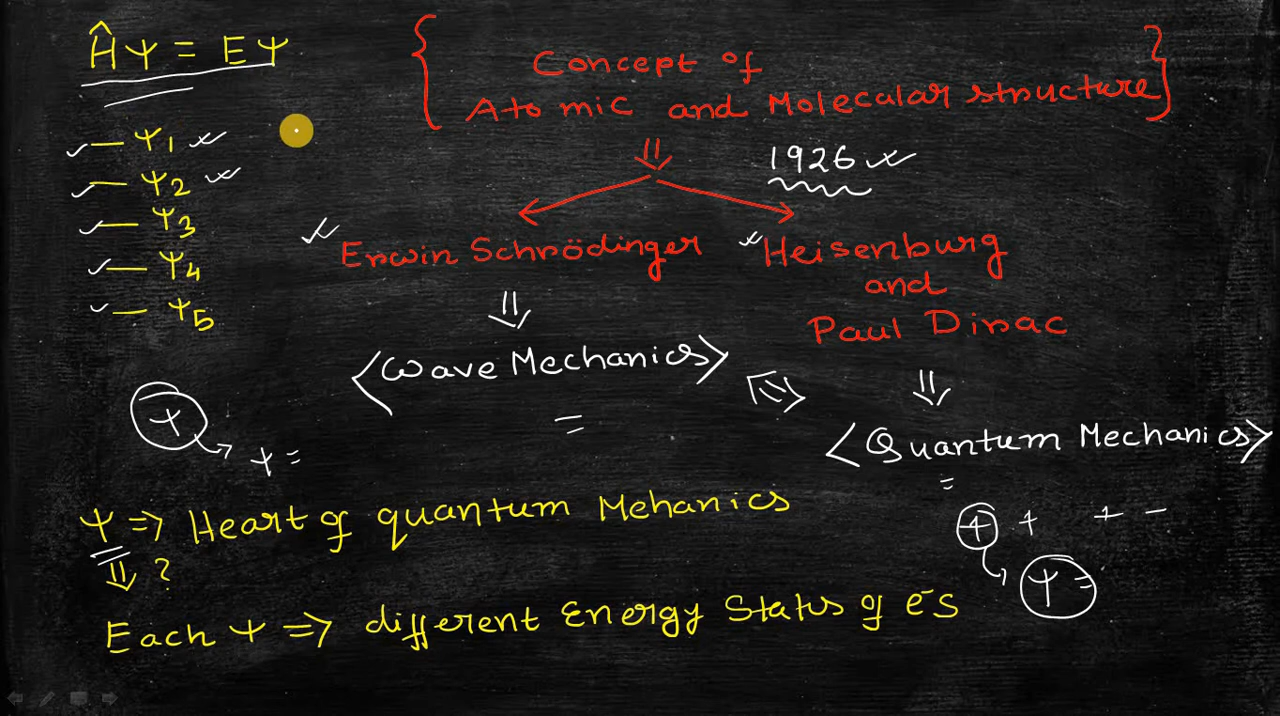 Ĥψ = Eψ
{ Concept of
Atomic and Molecular structure }
⇓
1926
— ψ1
— ψ2
— ψ3
— ψ4
— ψ5
Erwin Schrödinger
Heisenburg
and
Paul Dirac
⇓
<Wave Mechanics>
⇔
⇓
<Quantum Mechanics>
=
=
ψ
ψ =
ψ ⇒ Heart of quantum Mehanics
⇓ ?
+ + + -
ψ =
Each ψ ⇒ different Energy Status of e⁻s